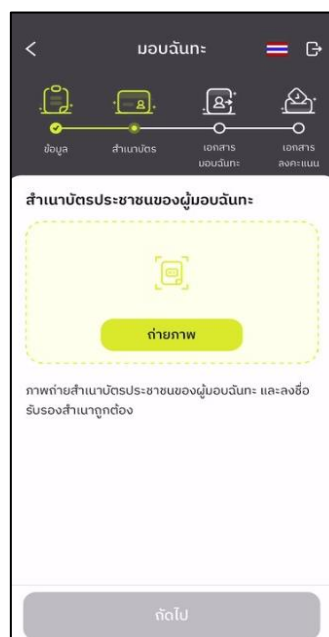 มอบฉันทะ
ข้อมูล
สำเนาบัตร
เอกสาร
มอบฉันทะ
เอกสาร
ลงคะแนน
สำเนาบัตรประชาชนของผู้มอบฉันทะ
ถ่ายภาพ
ภาพถ่ายสำเนาบัตรประชาชนของผู้มอบฉันทะ และลงชื่อ
รับรองสำเนาถูกต้อง
ถัดไป